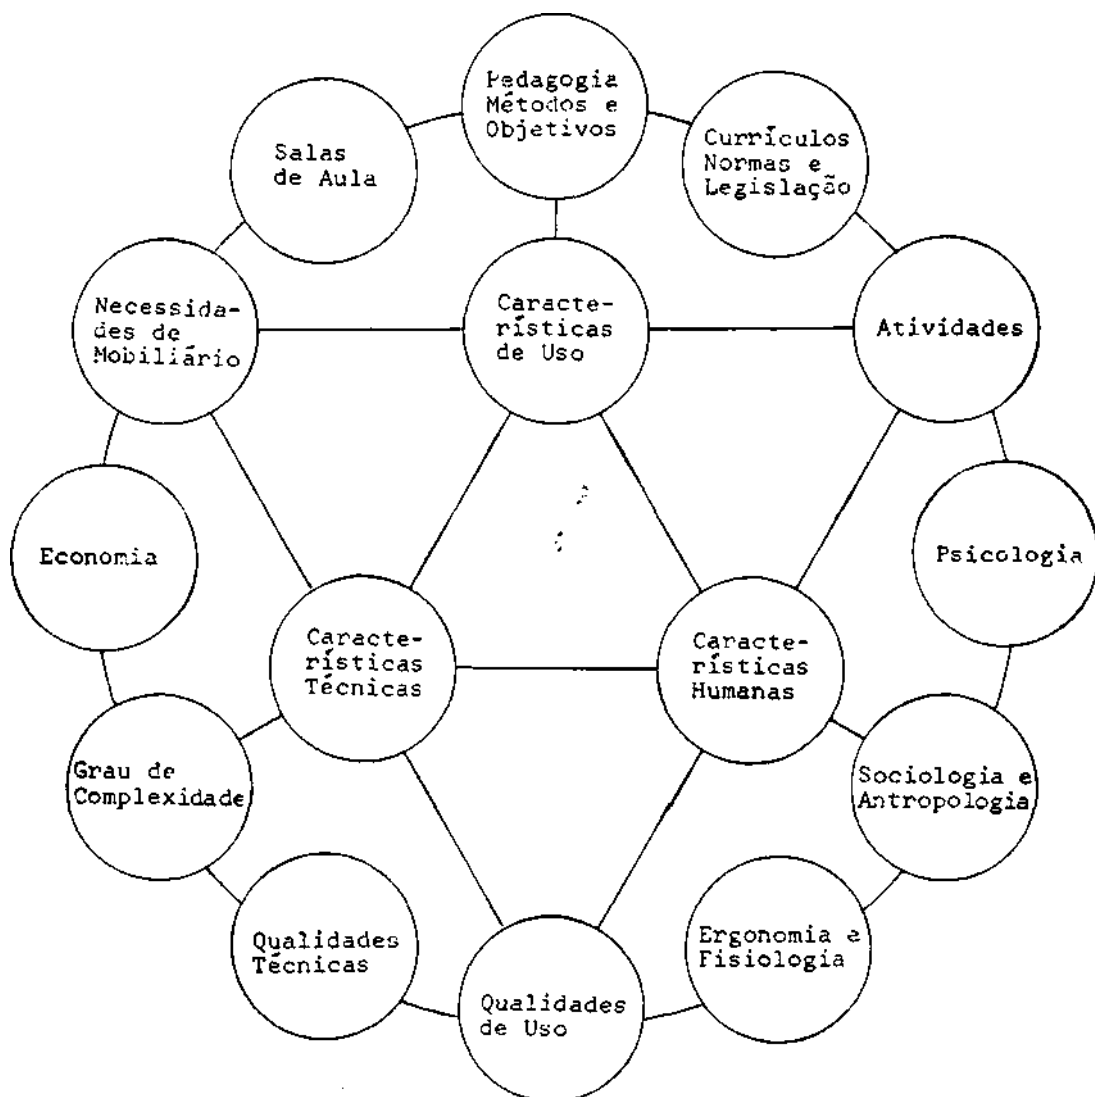 Pedagogia
Métodos e
Objetivos
Salas
de Aula
Currículos
Normas e
Legislação
Necessida-
des de
Mobiliário
Caracte-
rísticas
de Uso
Atividades
Economia
Psicologia
Caracte-
rísticas
Técnicas
Caracte-
rísticas
Humanas
Grau de
Complexidade
Sociologia e
Antropologia
Qualidades
Técnicas
Qualidades
de Uso
Ergonomia e
Fisiologia